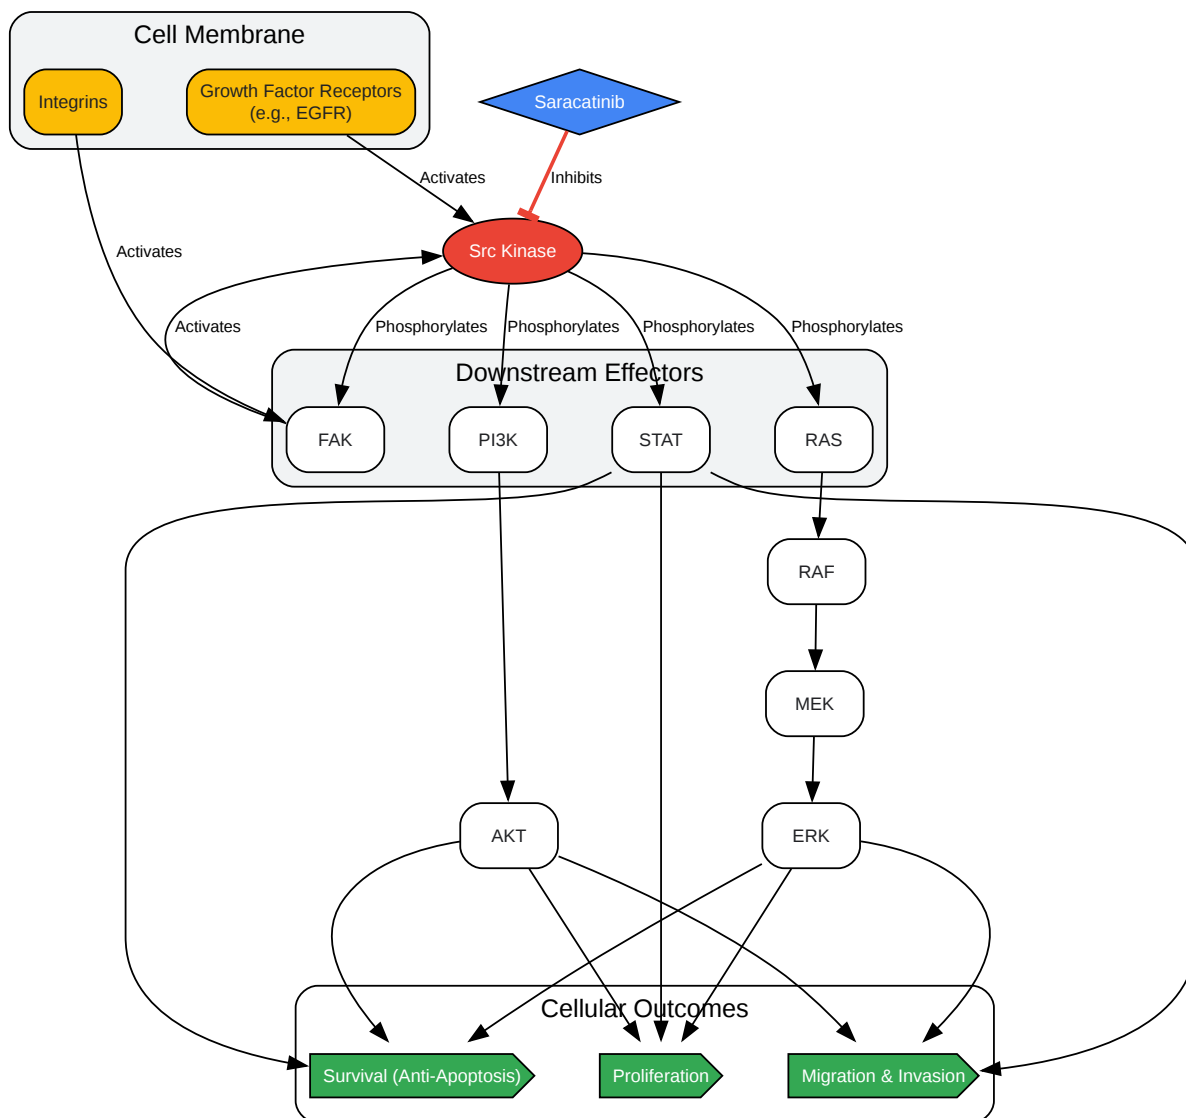 Cell Membrane
Integrins
Growth Factor Receptors
(e.g., EGFR)
Saracatinib
Activates
Inhibits
Activates
Src Kinase
Activates
Phosphorylates
Phosphorylates
Phosphorylates
Phosphorylates
Downstream Effectors
FAK
PI3K
STAT
RAS
RAF
MEK
AKT
ERK
Cellular Outcomes
Survival (Anti-Apoptosis)
Proliferation
Migration & Invasion